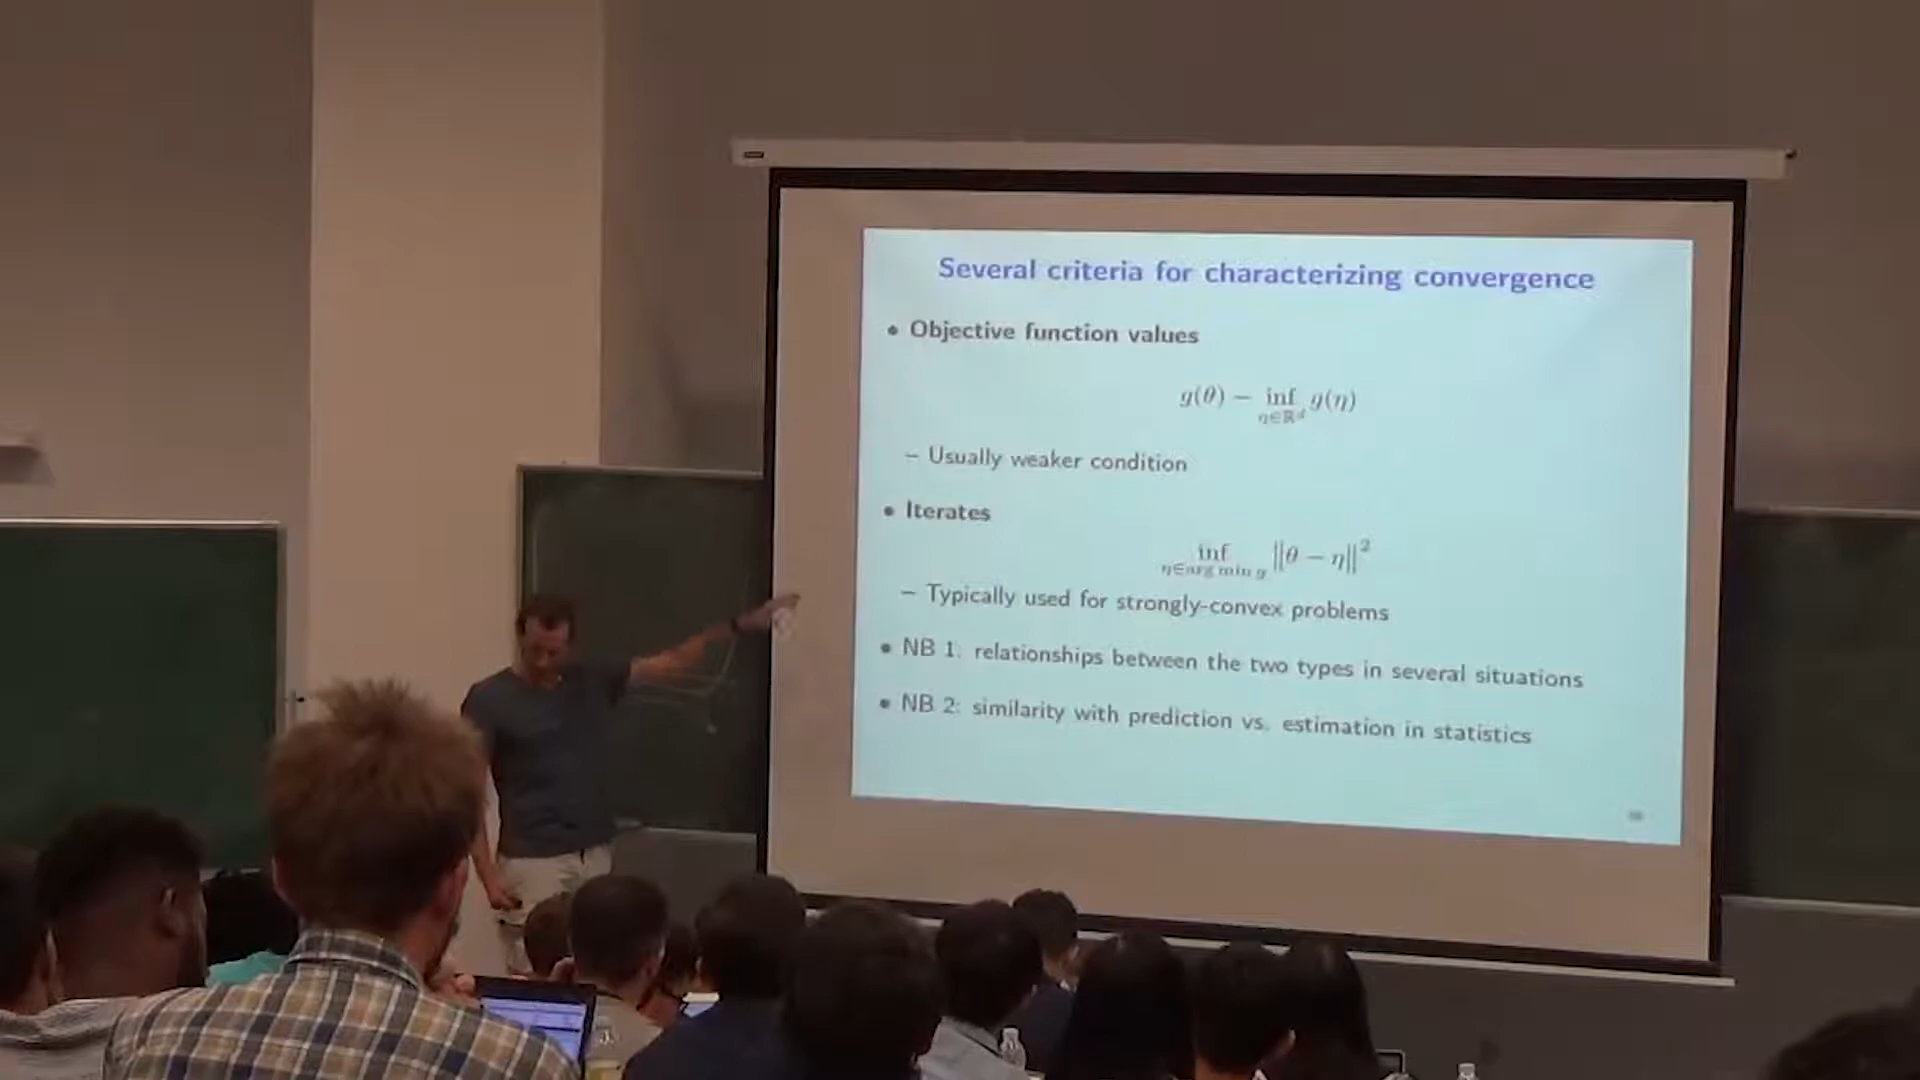 Several criteria for characterizing convergence
• Objective function values
g(θ) − inf g(η)
η∈ℝᵈ
– Usually weaker condition
• Iterates
inf ‖θ − η‖²
η∈arg min g
– Typically used for strongly-convex problems
• NB 1: relationships between the two types in several situations
• NB 2: similarity with prediction vs. estimation in statistics